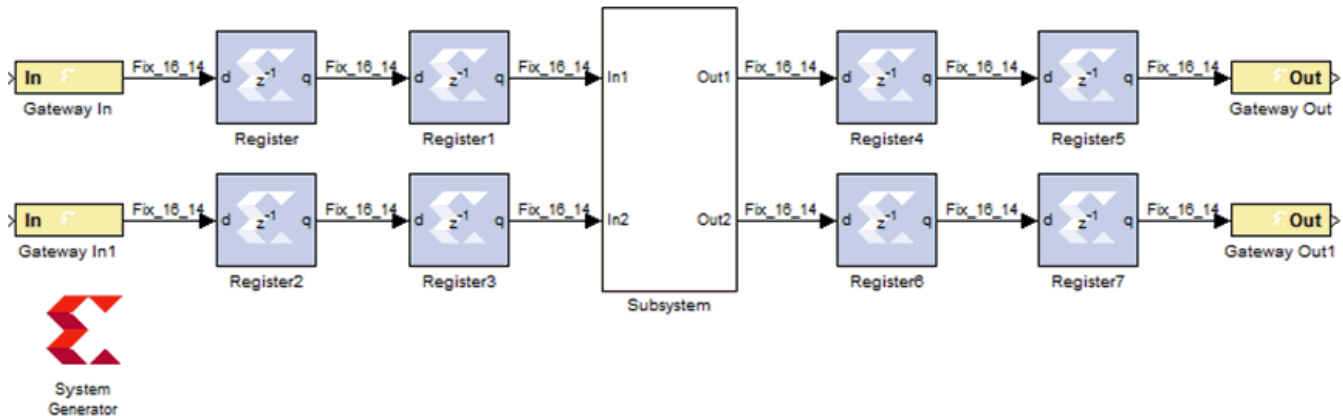 Fix_16_14 Fix_16_14 Fix_16_14 Fix_16_14 Fix_16_14 Fix_16_14
In d z-1 q d z-1 q In1 Out1 d z-1 q d z-1 q Out
Gateway In Register Register1 Register4 Register5 Gateway Out
Fix_16_14 Fix_16_14 Fix_16_14 Fix_16_14 Fix_16_14 Fix_16_14
In d z-1 q d z-1 q In2 Out2 d z-1 q d z-1 q Out
Gateway In1 Register2 Register3 Register6 Register7 Gateway Out1
Subsystem
System
Generator